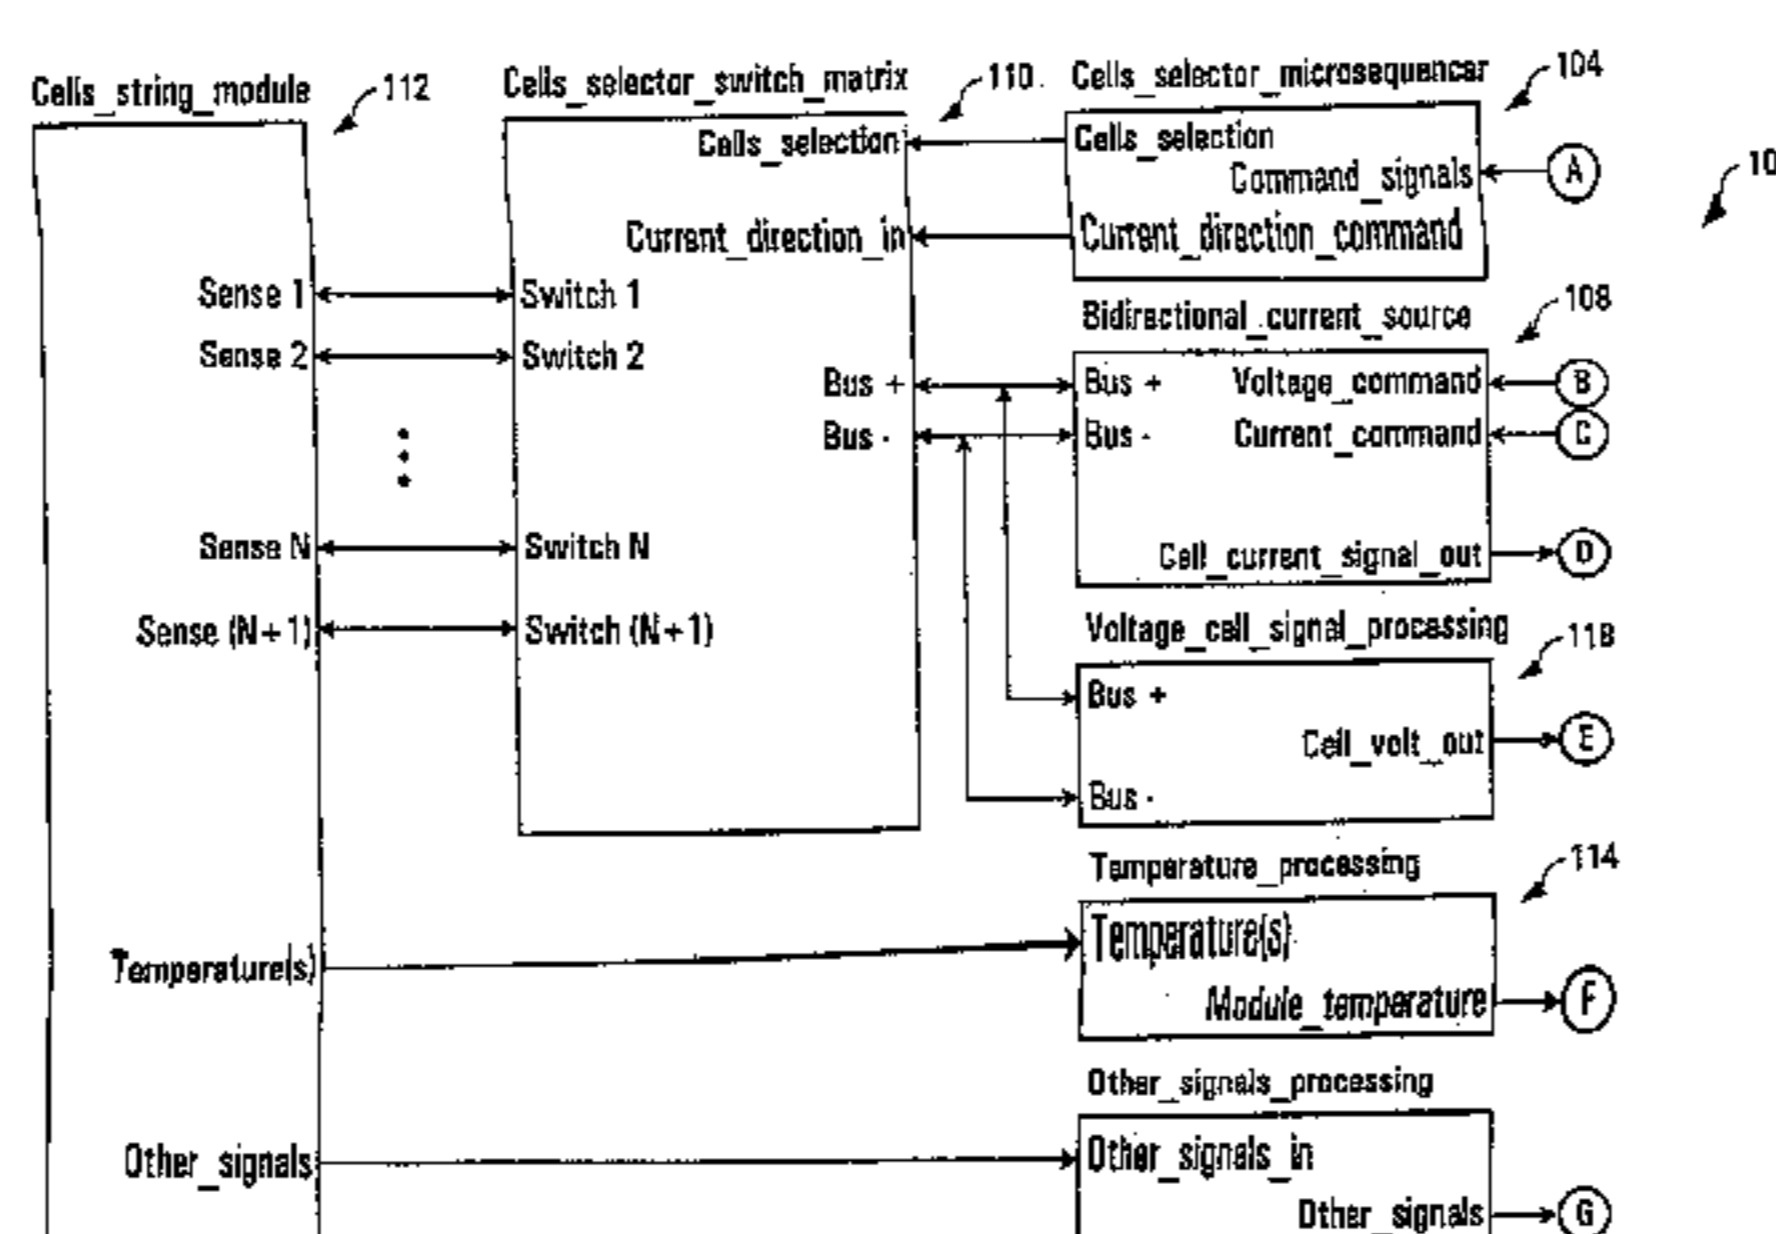 Cells_string_module
112
Cells_selector_switch_matrix
110
Cells_selector_microsequencer
104
10
Cells_selection
Cells_selection
Command_signals
A
Current_direction_in
Current_direction_command
Sense 1
Switch 1
Sense 2
Switch 2
Bidirectional_current_source
108
Bus +
Bus +
Voltage_command
B
Bus -
Bus -
Current_command
C
Sense N
Switch N
Cell_current_signal_out
D
Sense (N+1)
Switch (N+1)
Voltage_cell_signal_processing
118
Bus +
Cell_volt_out
E
Bus -
Temperature_processing
114
Temperature(s)
Temperature(s)
Module_temperature
F
Other_signals_processing
Other_signals
Other_signals_in
Other_signals
G